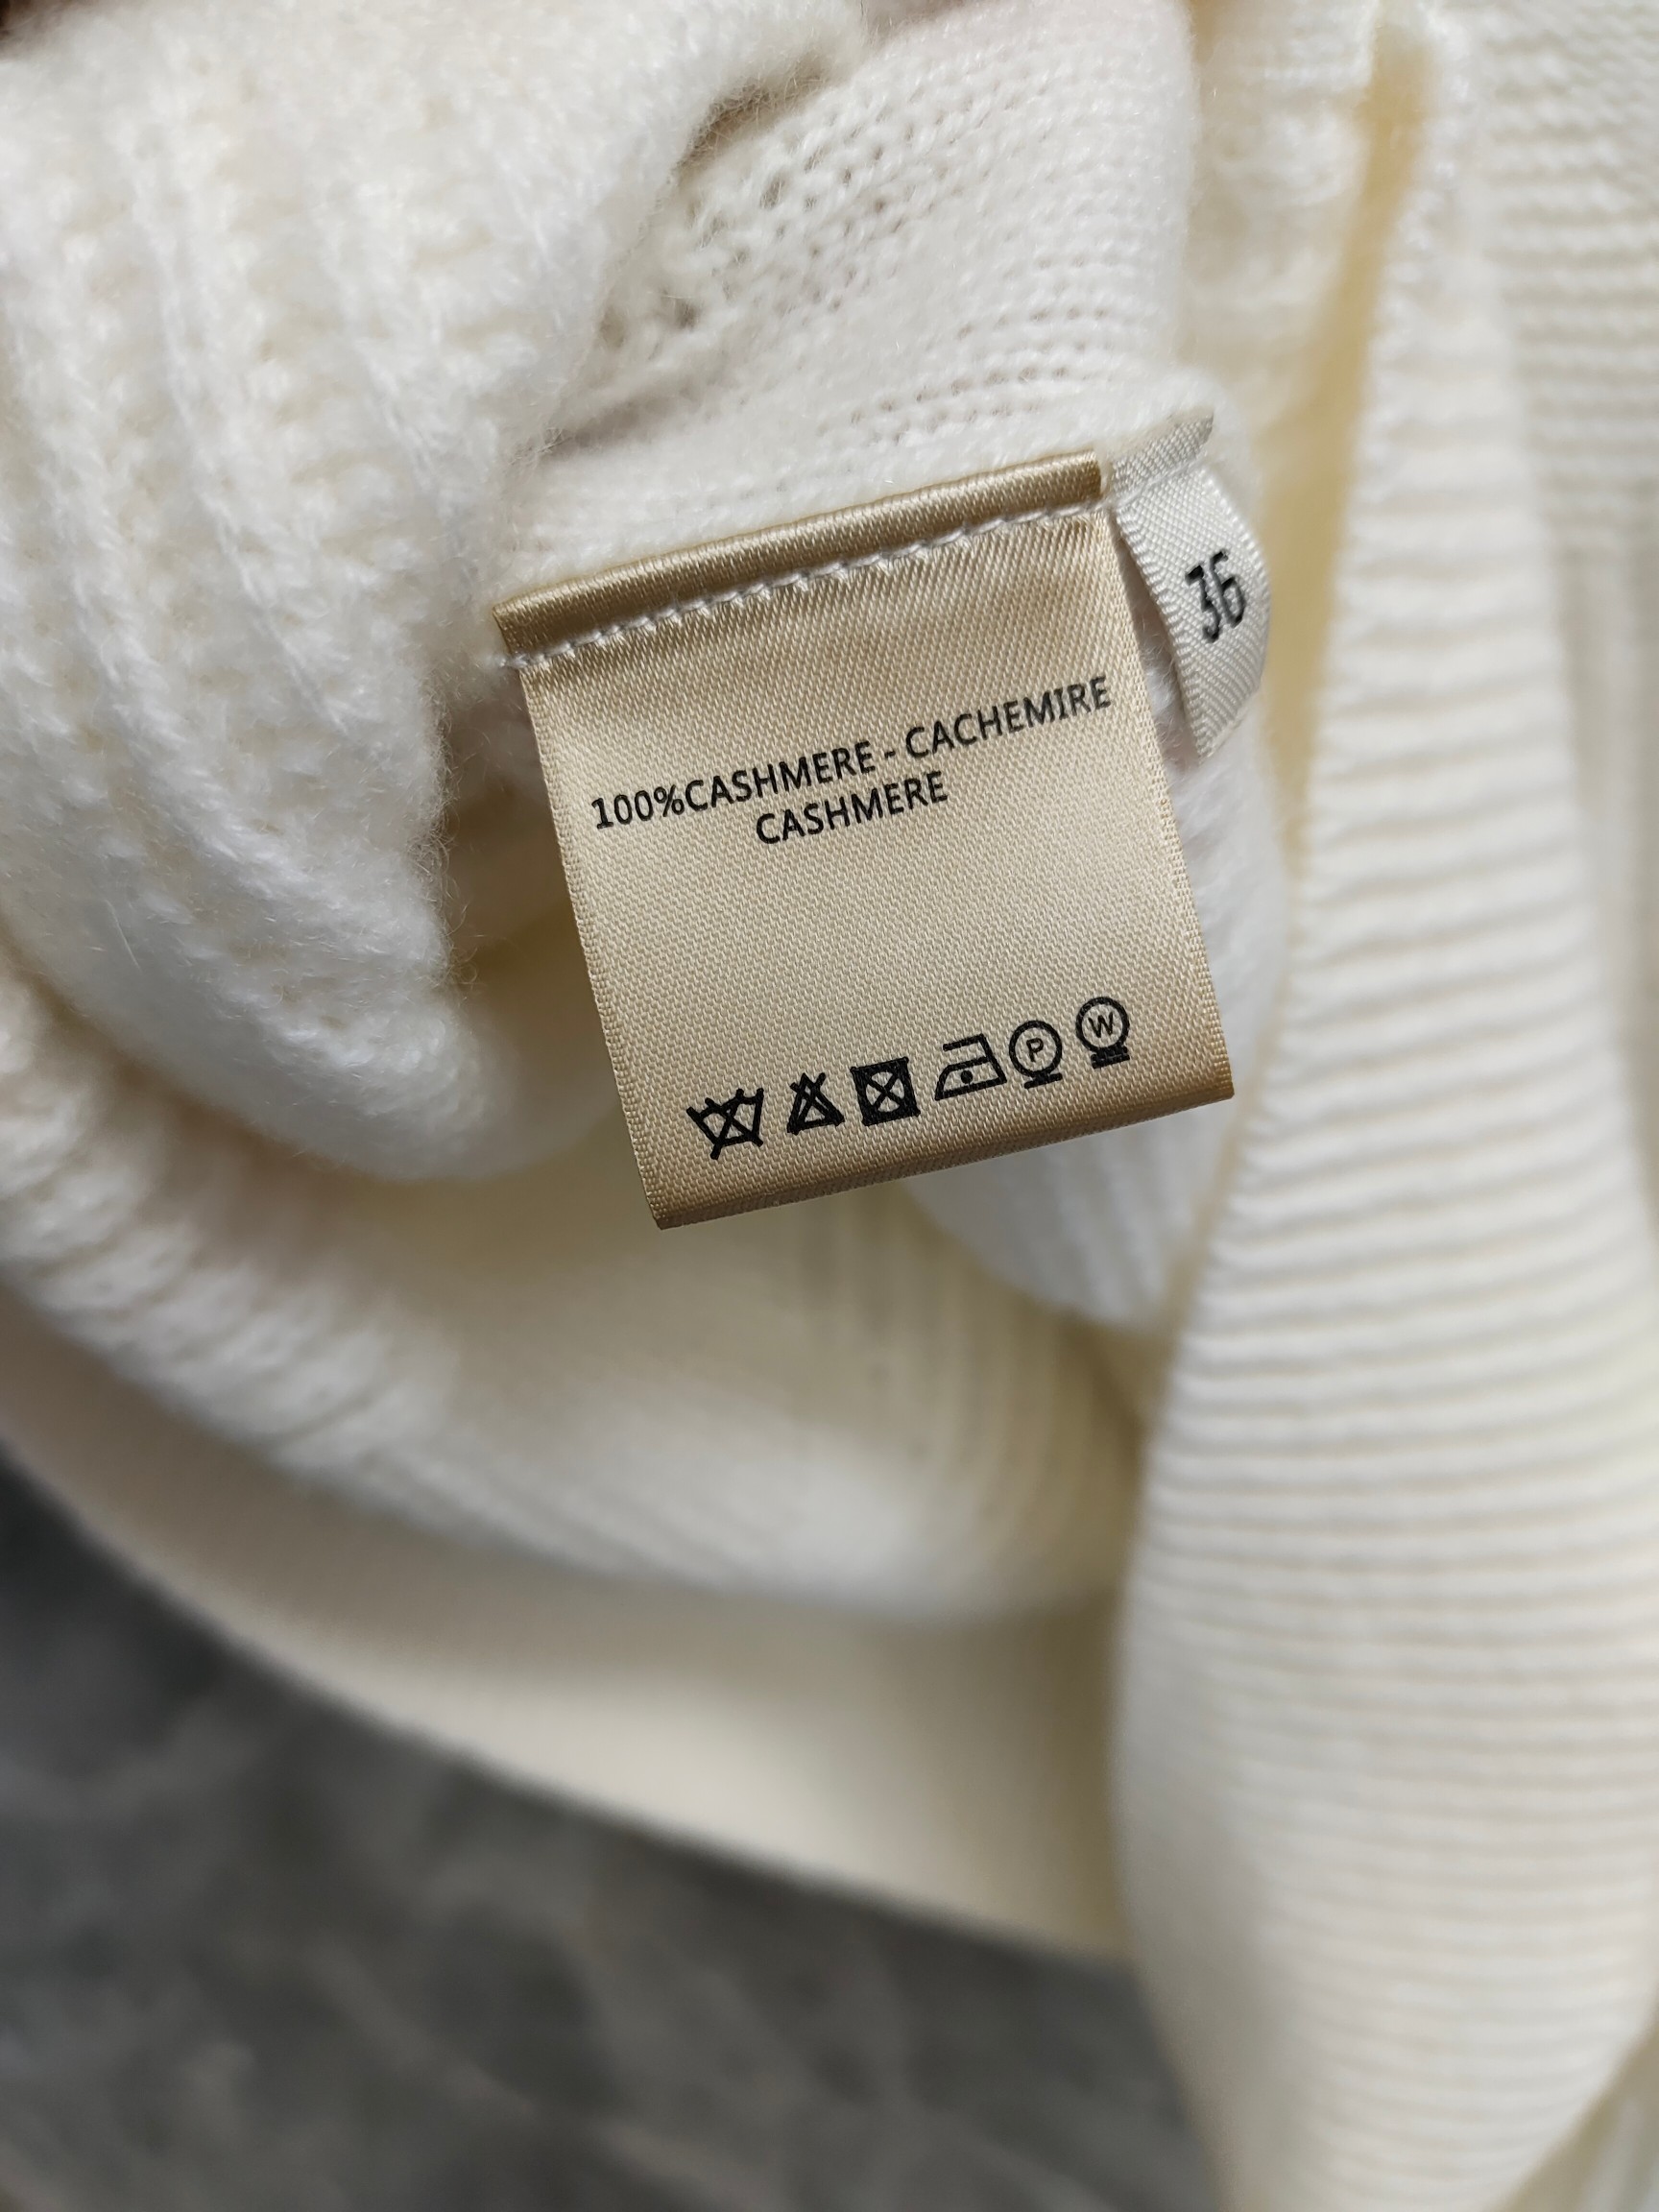 36
100%CASHMERE - CACHEMIRE
CASHMERE
P W